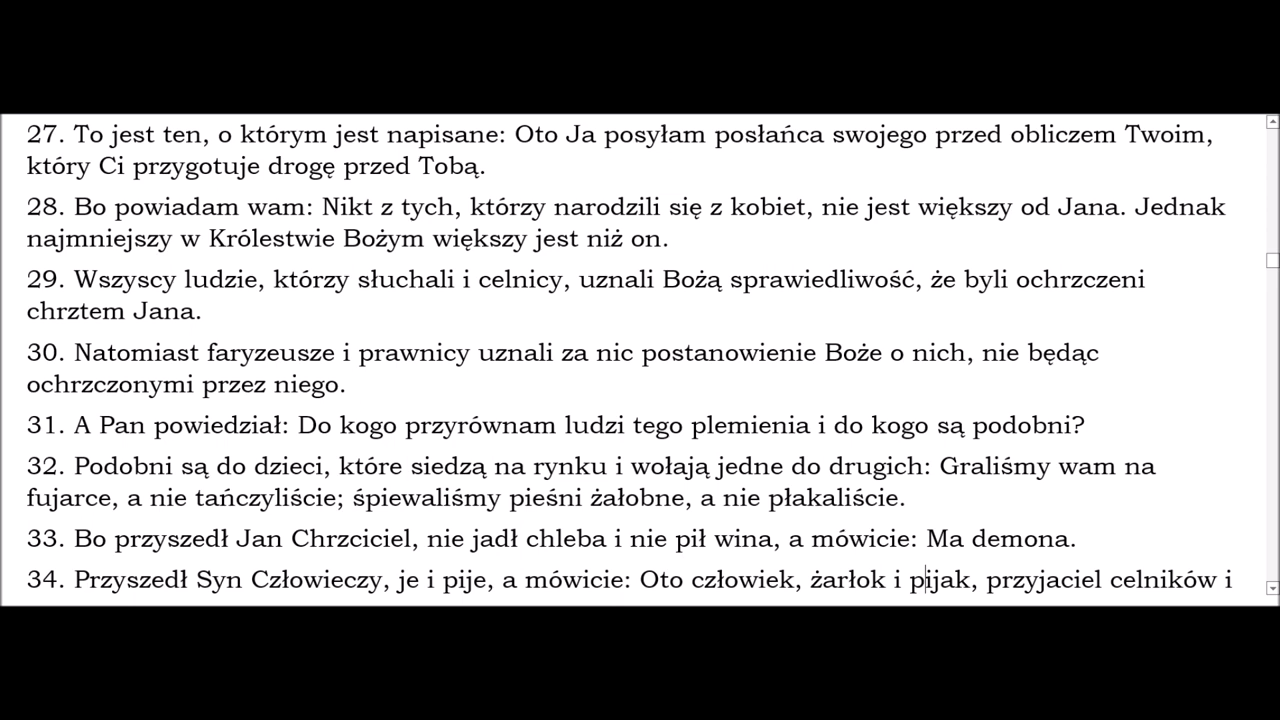 27. To jest ten, o którym jest napisane: Oto Ja posyłam posłańca swojego przed obliczem Twoim,
który Ci przygotuje drogę przed Tobą.
28. Bo powiadam wam: Nikt z tych, którzy narodzili się z kobiet, nie jest większy od Jana. Jednak
najmniejszy w Królestwie Bożym większy jest niż on.
29. Wszyscy ludzie, którzy słuchali i celnicy, uznali Bożą sprawiedliwość, że byli ochrzczeni
chrztem Jana.
30. Natomiast faryzeusze i prawnicy uznali za nic postanowienie Boże o nich, nie będąc
ochrzczonymi przez niego.
31. A Pan powiedział: Do kogo przyrównam ludzi tego plemienia i do kogo są podobni?
32. Podobni są do dzieci, które siedzą na rynku i wołają jedne do drugich: Graliśmy wam na
fujarce, a nie tańczyliście; śpiewaliśmy pieśni żałobne, a nie płakaliście.
33. Bo przyszedł Jan Chrzciciel, nie jadł chleba i nie pił wina, a mówicie: Ma demona.
34. Przyszedł Syn Człowieczy, je i pije, a mówicie: Oto człowiek, żarłok i pijak, przyjaciel celników i